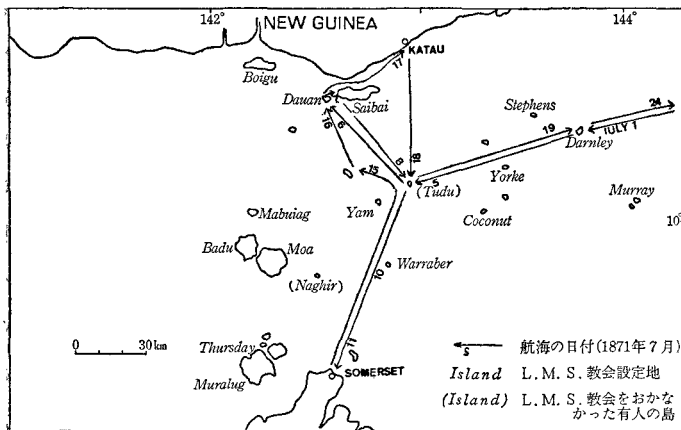 142°
NEW GUINEA
144°
KATAU
17
Boigu
Dauan
Saibai
Stephens
24
19
JULY 1
Darnley
16
6
8
18
15
5
(Tudu)
Yorke
Murray
Yam
Coconut
Mabuiag
10°
Badu
Moa
Warraber
(Naghir)
10
11
Thursday
0 30km
Muralug
SOMERSET
5 航海の日付(1871年7月)
Island L.M.S.教会設定地
(Island) L.M.S.教会をおかな
かった有人の島